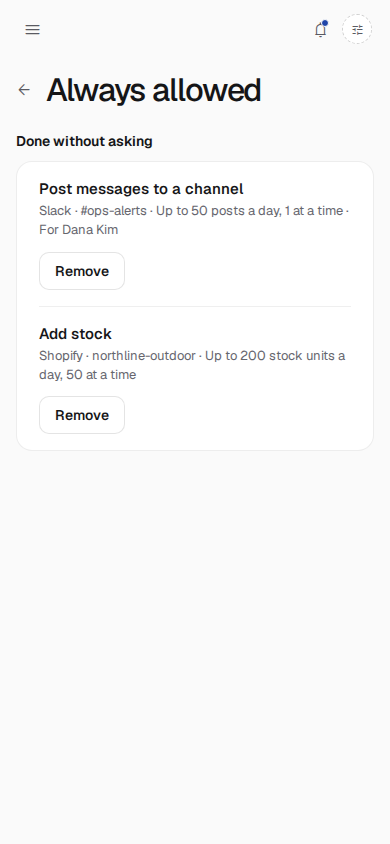 Always allowed
Done without asking
Post messages to a channel
Slack · #ops-alerts · Up to 50 posts a day, 1 at a time ·
For Dana Kim
Remove
Add stock
Shopify · northline-outdoor · Up to 200 stock units a
day, 50 at a time
Remove